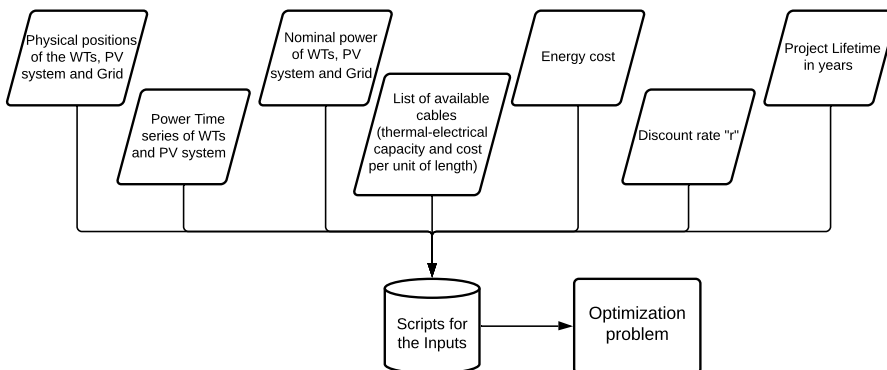 Physical positions
of the WTs, PV
system and Grid
Power Time
series of WTs
and PV system
Nominal power
of WTs, PV
system and Grid
List of available
cables
(thermal-electrical
capacity and cost
per unit of length)
Energy cost
Discount rate "r"
Project Lifetime
in years
Scripts for
the Inputs
Optimization
problem